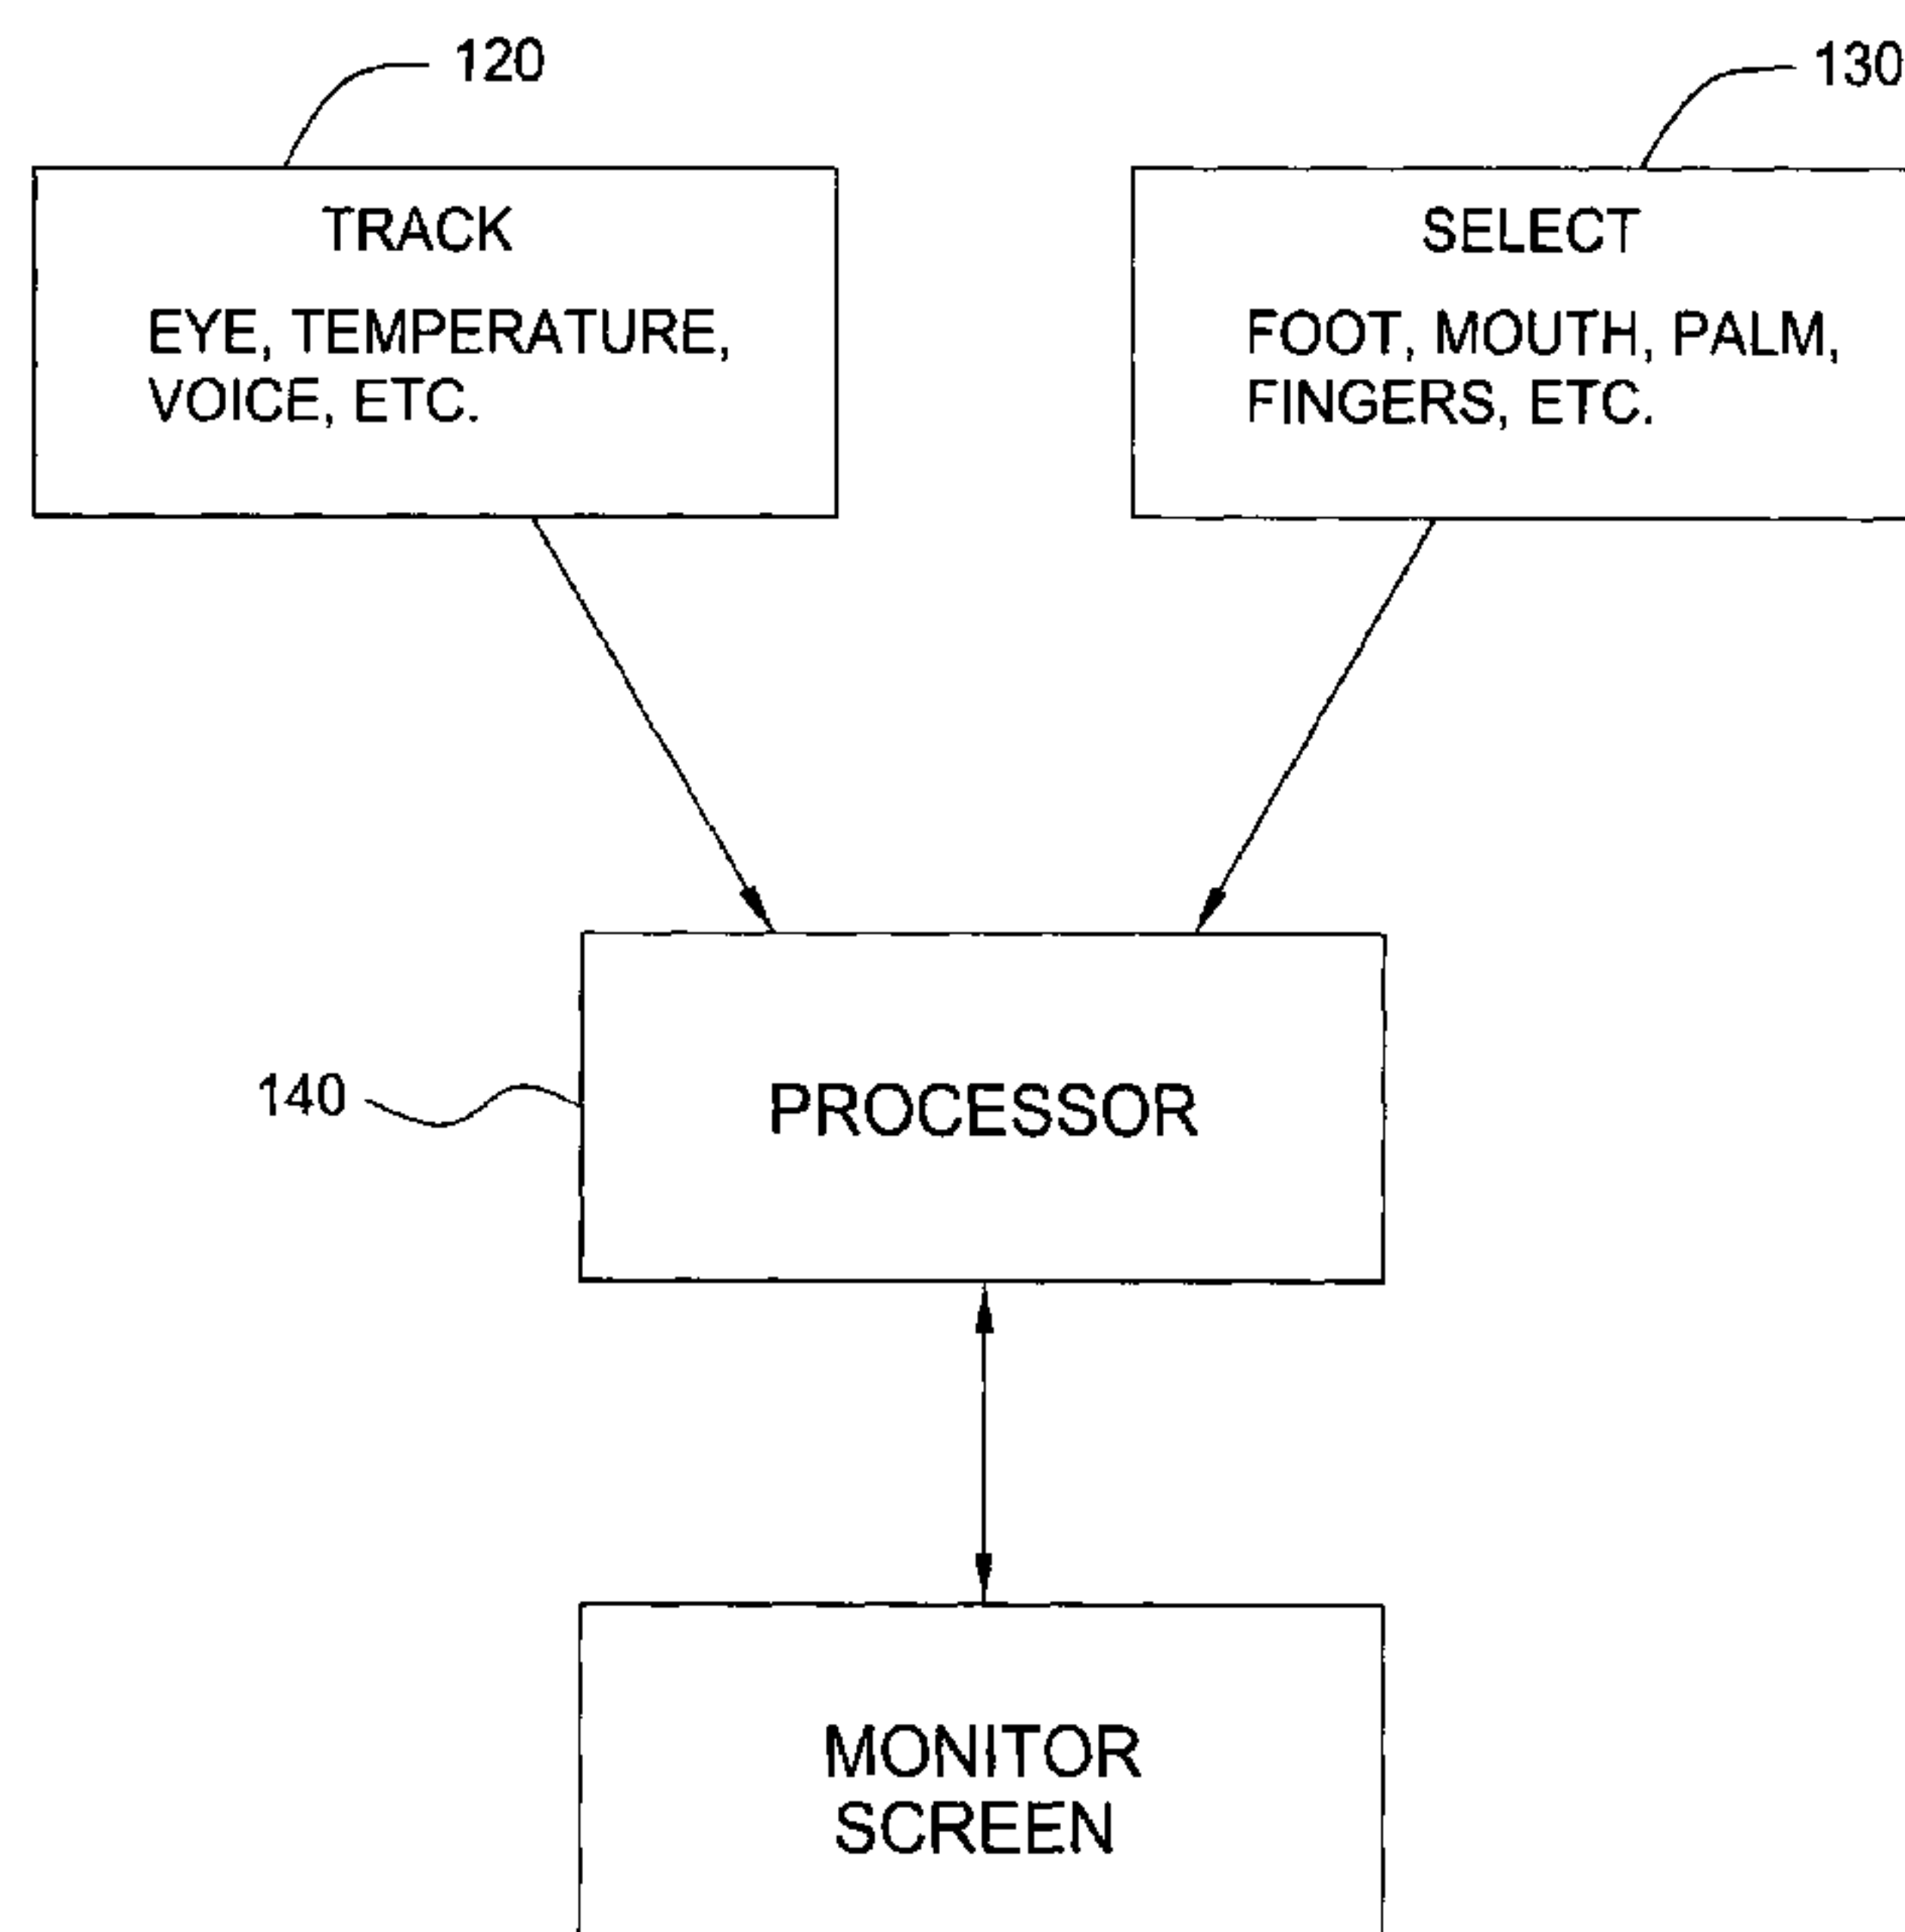 120
130
TRACK
EYE, TEMPERATURE,
VOICE, ETC.
SELECT
FOOT, MOUTH, PALM,
FINGERS, ETC.
PROCESSOR
140
MONITOR
SCREEN